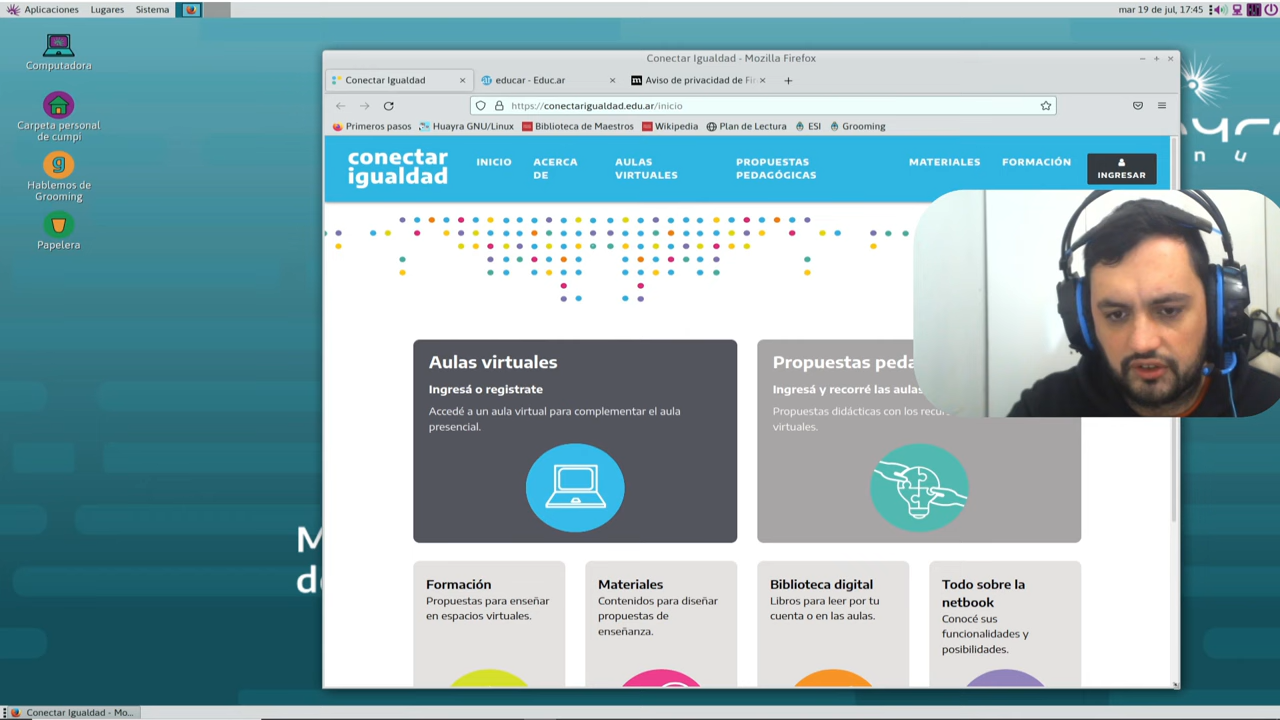 Aplicaciones Lugares Sistema
mar 19 de jul, 17:45
Computadora
Carpeta personal
de cumpi
Hablemos de
Grooming
Papelera
Conectar Igualdad - Mozilla Firefox
Conectar Igualdad
educar - Educ.ar
Aviso de privacidad de Fir
https://conectarigualdad.edu.ar/inicio
Primeros pasos
Huayra GNU/Linux
Biblioteca de Maestros
Wikipedia
Plan de Lectura
ESI
Grooming
conectar
igualdad
INICIO
ACERCA
DE
AULAS
VIRTUALES
PROPUESTAS
PEDAGÓGICAS
MATERIALES
FORMACIÓN
INGRESAR
Aulas virtuales
Ingresá o registrate
Accedé a un aula virtual para complementar el aula
presencial.
Propuestas peda
Ingresá y recorré las aulas
Propuestas didácticas con los recu
virtuales.
Formación
Propuestas para enseñar
en espacios virtuales.
Materiales
Contenidos para diseñar
propuestas de
enseñanza.
Biblioteca digital
Libros para leer por tu
cuenta o en las aulas.
Todo sobre la
netbook
Conocé sus
funcionalidades y
posibilidades.
M
de
Conectar Igualdad - Mo...